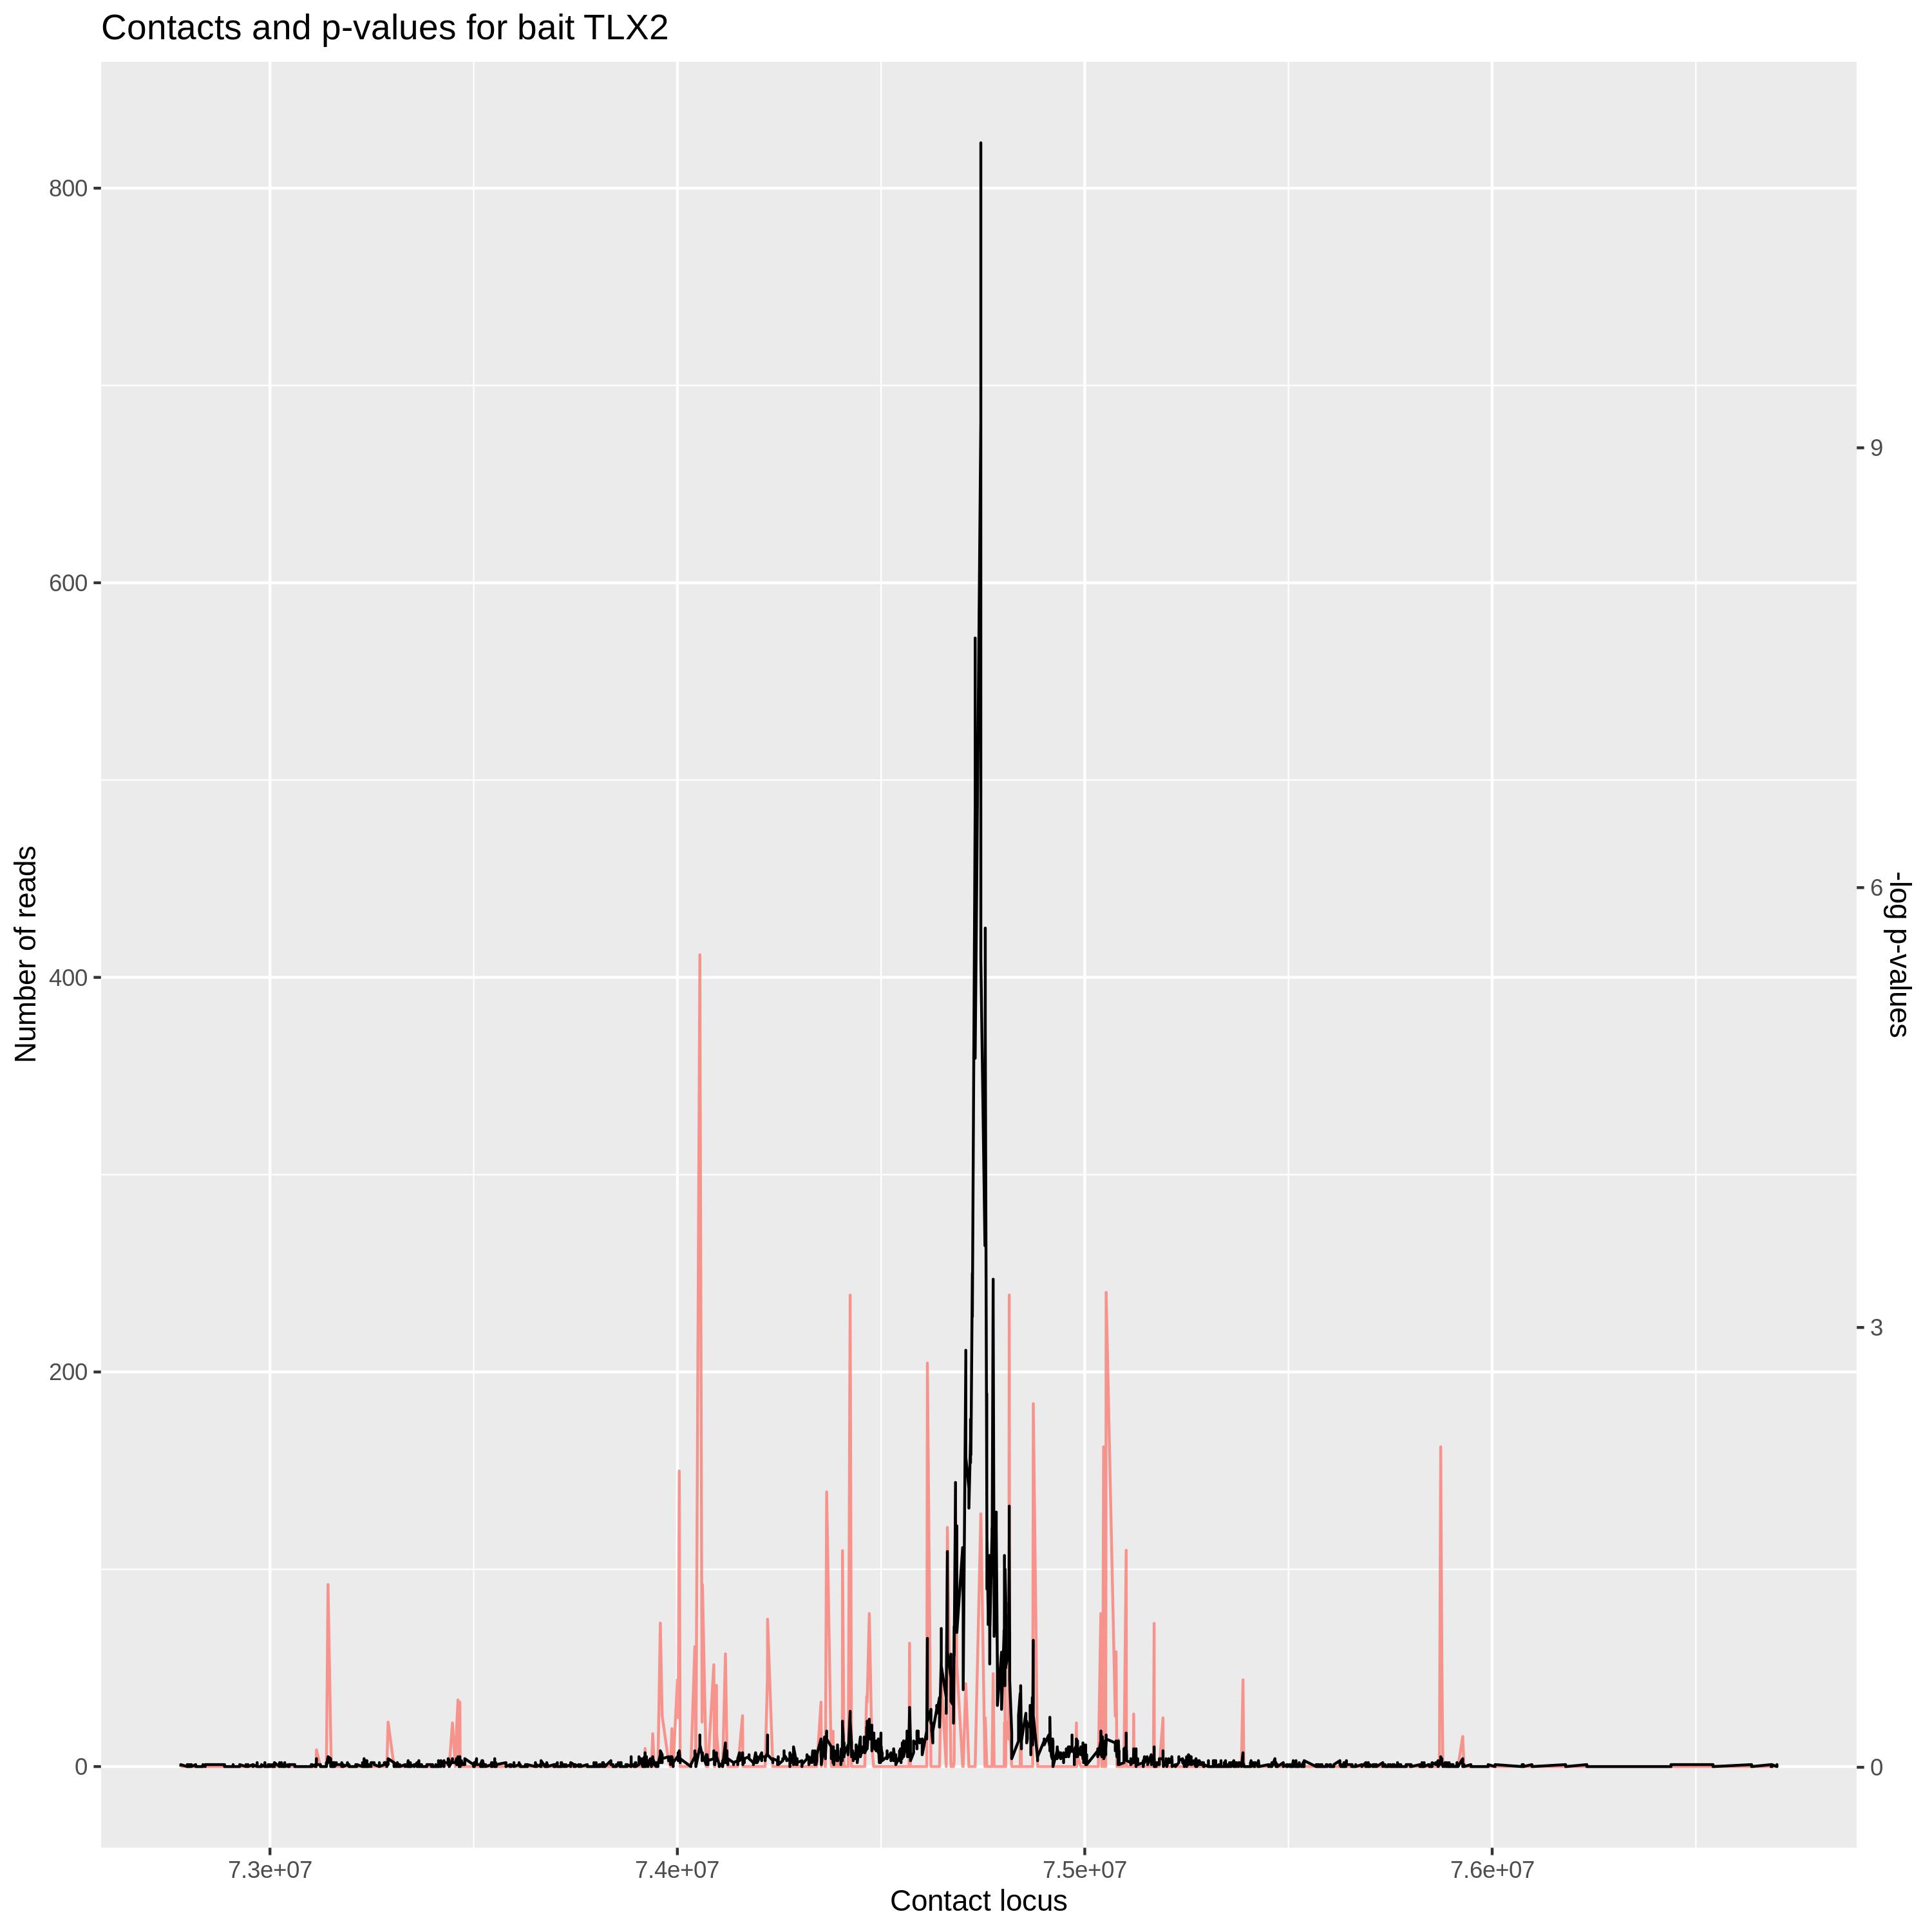 Contacts and p-values for bait TLX2
800
600
400
200
0
Number of reads
9
6
3
0
-log p-values
7.3e+07
7.4e+07
7.5e+07
7.6e+07
Contact locus